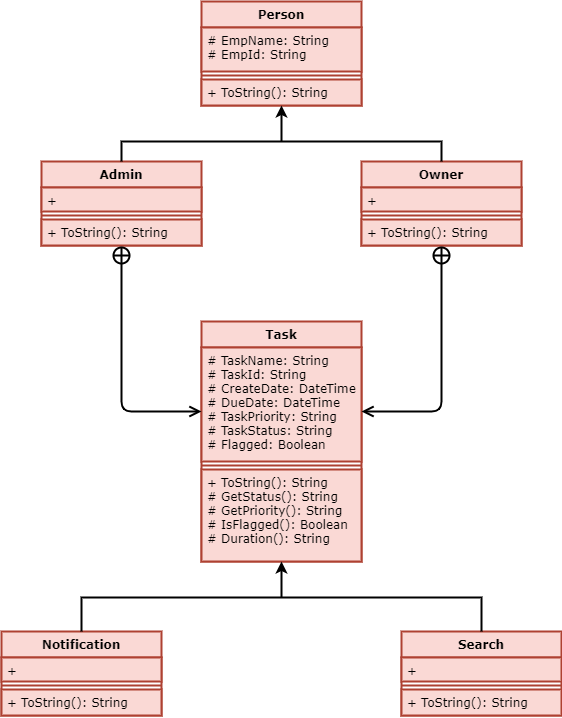 Person
# EmpName: String
# EmpId: String
+ ToString(): String
Admin
+
+ ToString(): String
Owner
+
+ ToString(): String
Task
# TaskName: String
# TaskId: String
# CreateDate: DateTime
# DueDate: DateTime
# TaskPriority: String
# TaskStatus: String
# Flagged: Boolean
+ ToString(): String
# GetStatus(): String
# GetPriority(): String
# IsFlagged(): Boolean
# Duration(): String
Notification
+
+ ToString(): String
Search
+
+ ToString(): String